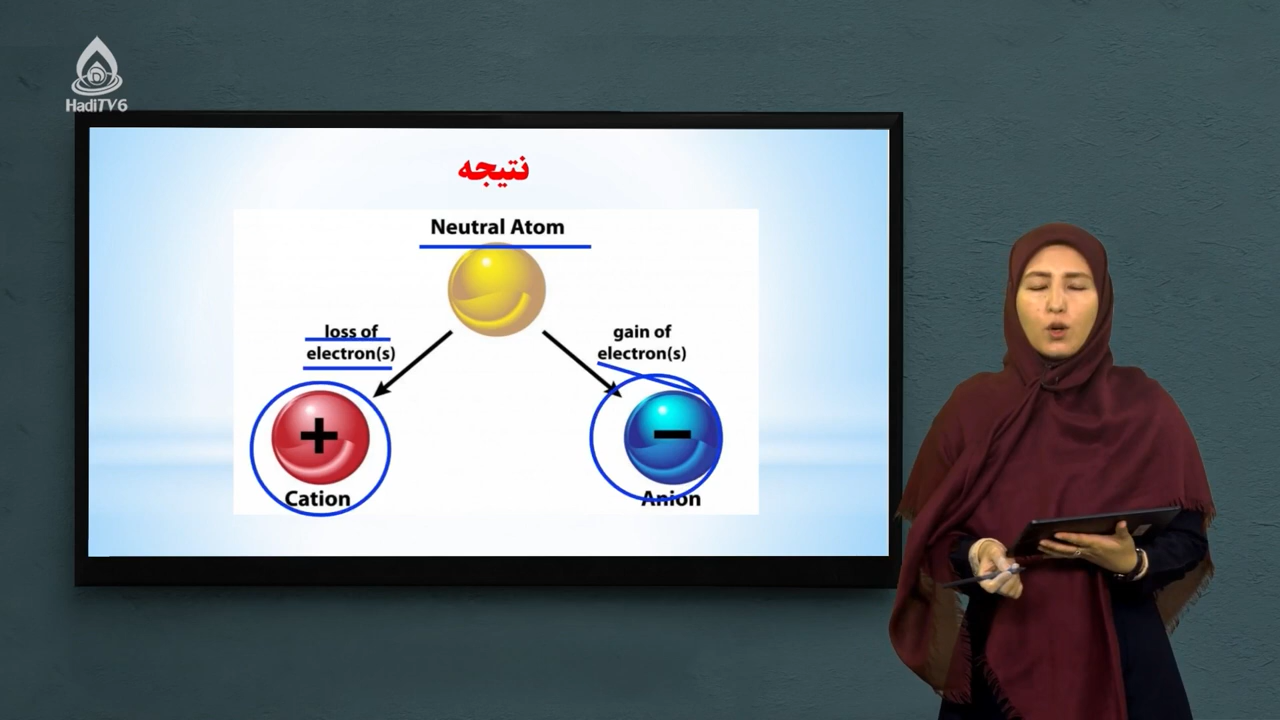 HadiTV6
نتیجه
Neutral Atom
loss of
electron(s)
gain of
electron(s)
+
−
Cation
Anion